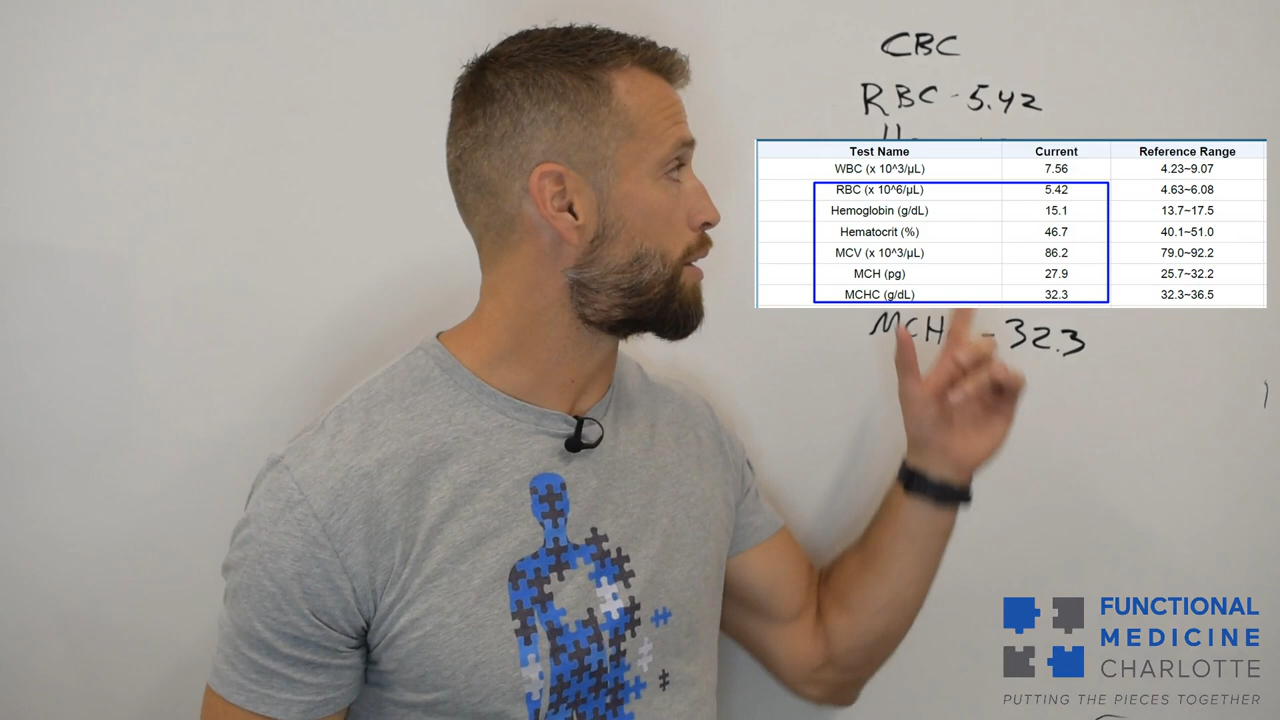 CBC
RBC - 5.42
Test Name Current Reference Range
WBC (x 10^3/µL) 7.56 4.23~9.07
RBC (x 10^6/µL) 5.42 4.63~6.08
Hemoglobin (g/dL) 15.1 13.7~17.5
Hematocrit (%) 46.7 40.1~51.0
MCV (x 10^3/µL) 86.2 79.0~92.2
MCH (pg) 27.9 25.7~32.2
MCHC (g/dL) 32.3 32.3~36.5
MCH - 32.3
FUNCTIONAL
MEDICINE
CHARLOTTE
PUTTING THE PIECES TOGETHER